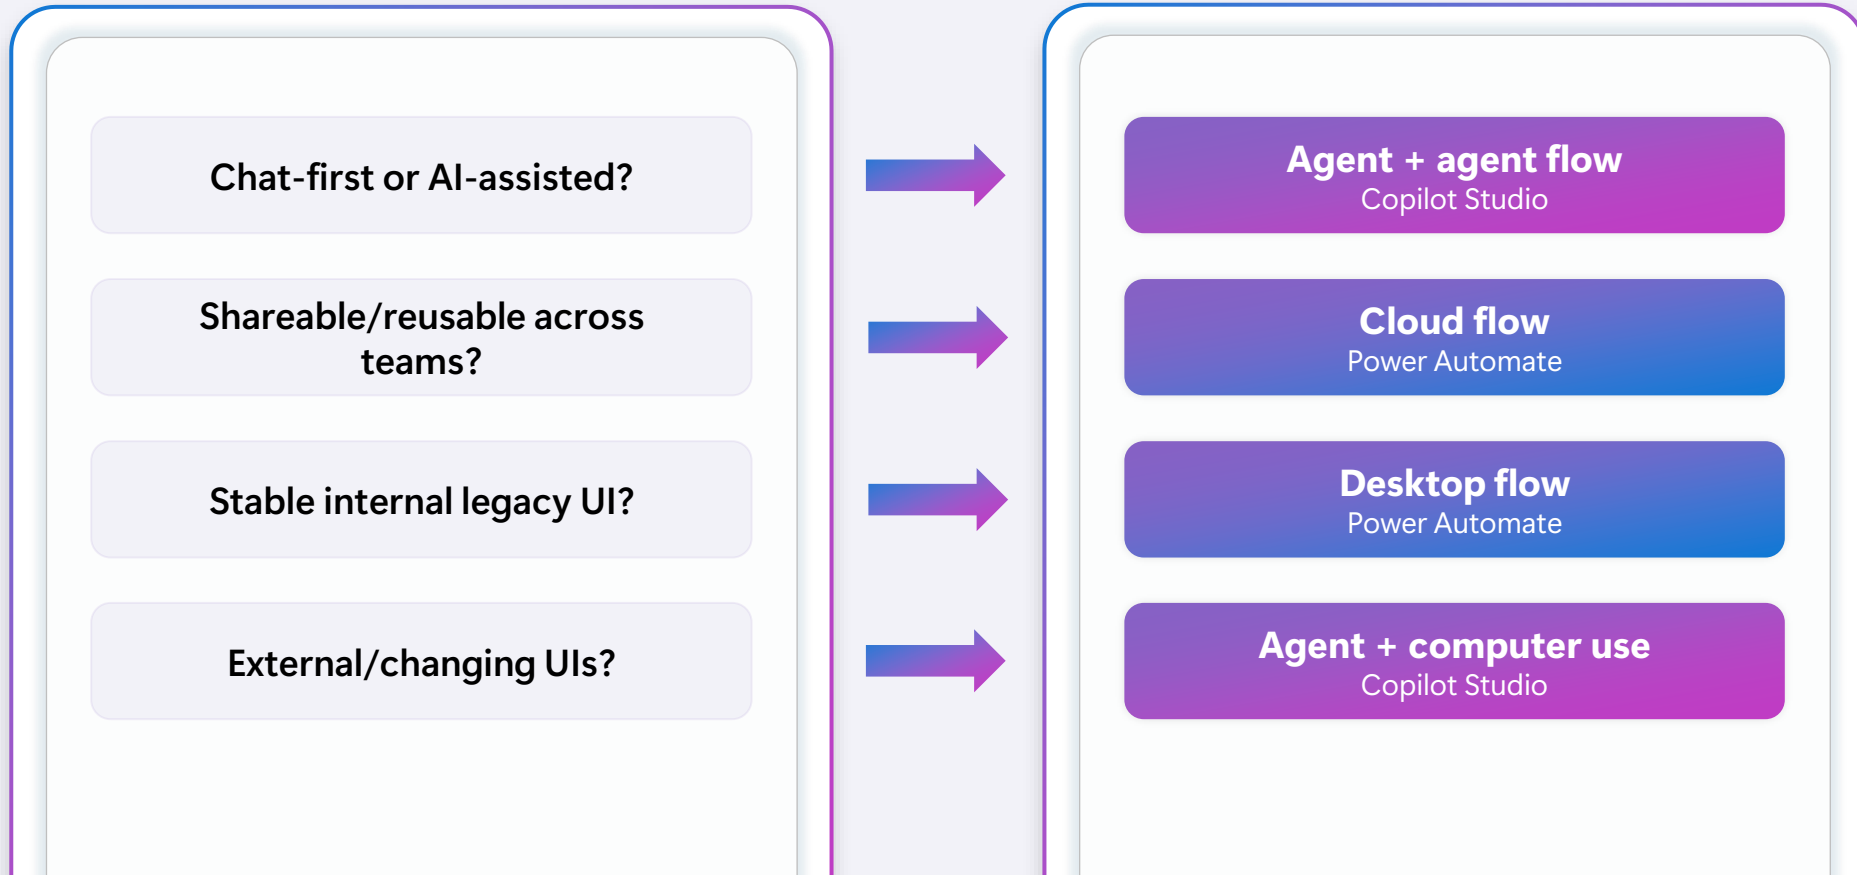 Chat-first or AI-assisted?
Agent + agent flow
Copilot Studio
Shareable/reusable across
teams?
Cloud flow
Power Automate
Stable internal legacy UI?
Desktop flow
Power Automate
External/changing UIs?
Agent + computer use
Copilot Studio